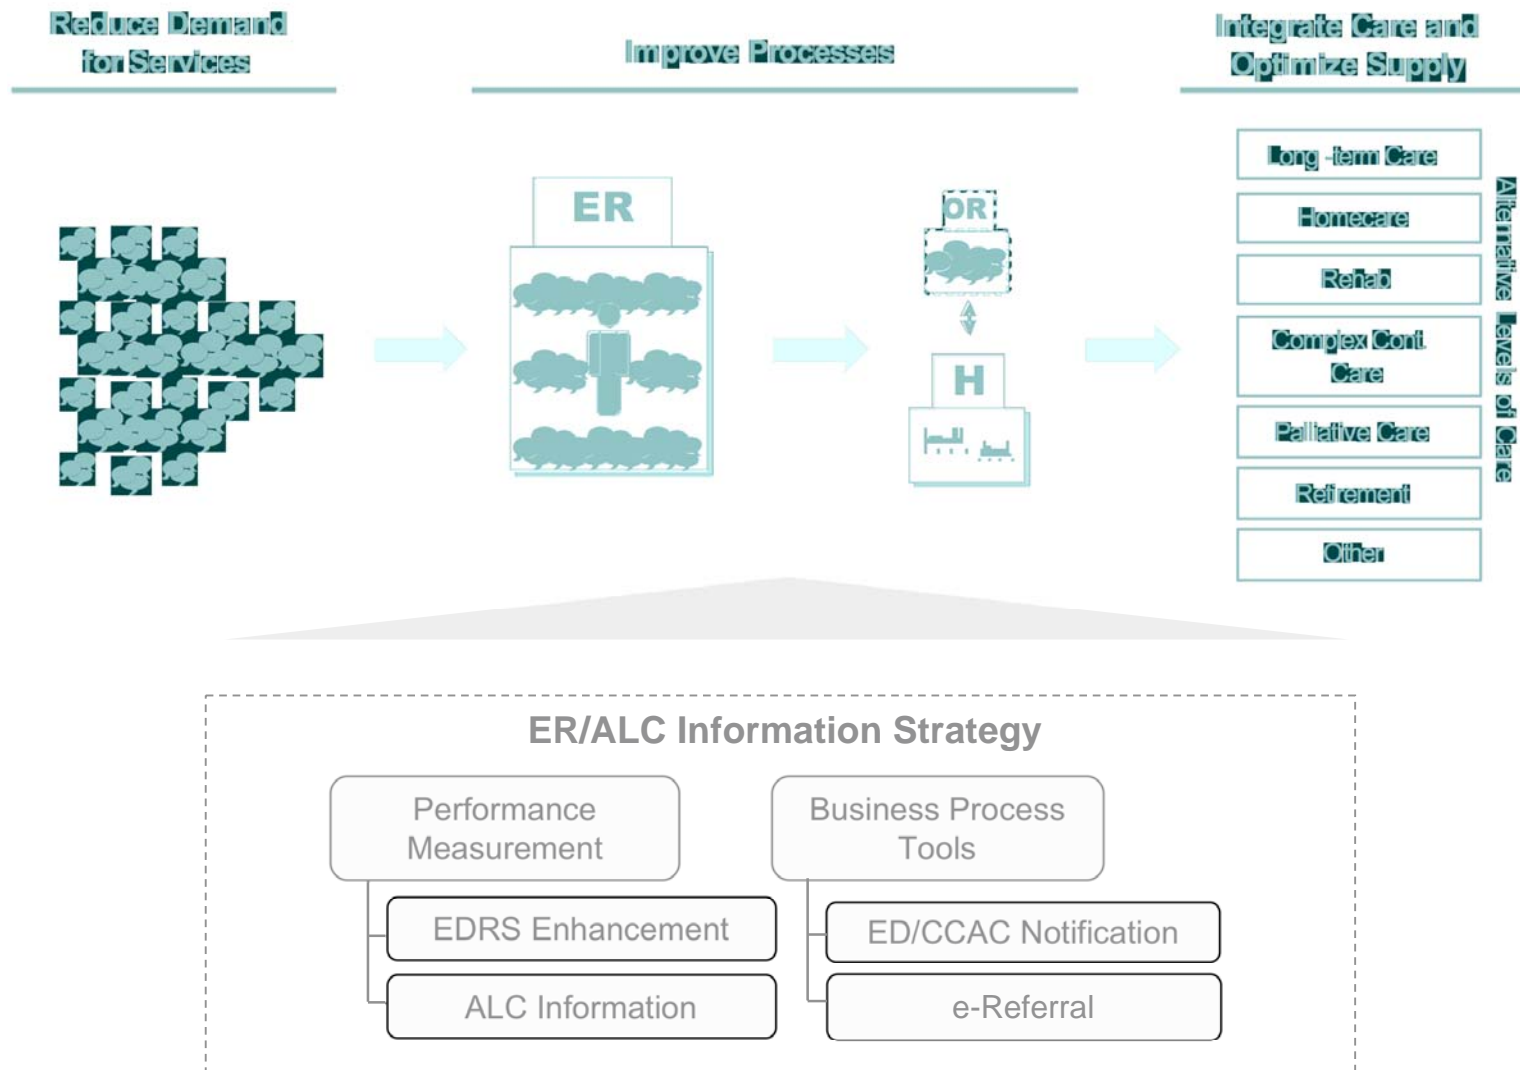 Reduce Demand
for Services
Improve Processes
Integrate Care and
Optimize Supply
ER
OR
H
Long -term Care
Homecare
Rehab
Complex Cont.
Care
Palliative Care
Retirement
Other
Alternative Levels of Care
ER/ALC Information Strategy
Performance
Measurement
EDRS Enhancement
ALC Information
Business Process
Tools
ED/CCAC Notification
e-Referral